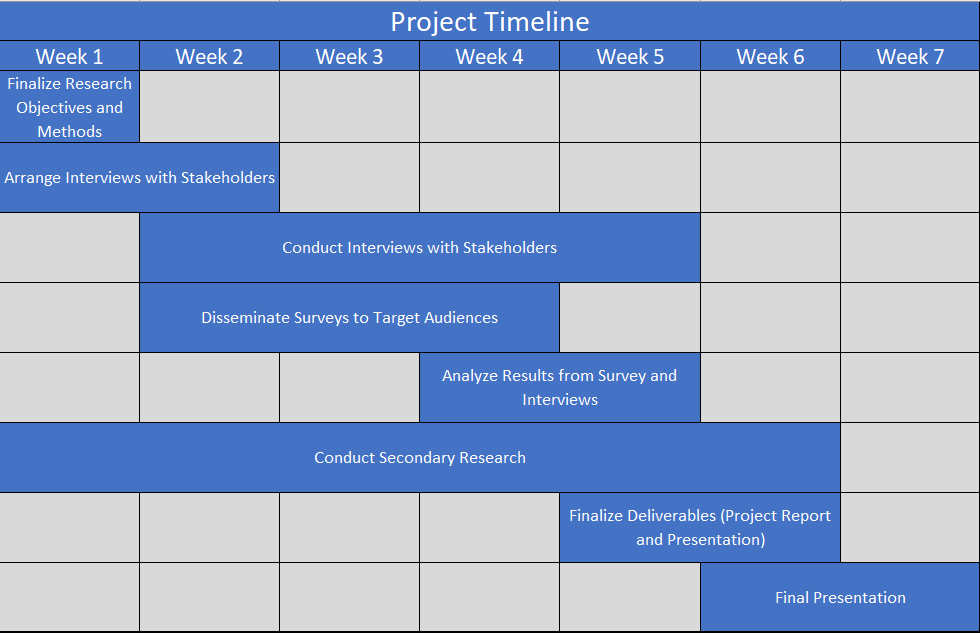 Project Timeline
Week 1 Week 2 Week 3 Week 4 Week 5 Week 6 Week 7
Finalize Research
Objectives and
Methods
Arrange Interviews with Stakeholders
Conduct Interviews with Stakeholders
Disseminate Surveys to Target Audiences
Analyze Results from Survey and
Interviews
Conduct Secondary Research
Finalize Deliverables (Project Report
and Presentation)
Final Presentation